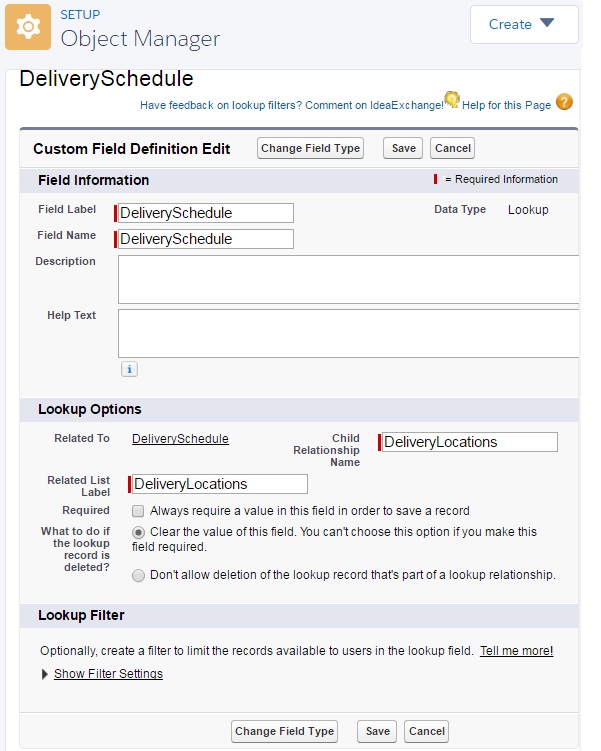 SETUP
Object Manager
Create
DeliverySchedule
Have feedback on lookup filters? Comment on IdeaExchange!
Help for this Page ?
Custom Field Definition Edit
Change Field Type
Save
Cancel
Field Information
= Required Information
Field Label
DeliverySchedule
Data Type
Lookup
Field Name
DeliverySchedule
Description
Help Text
i
Lookup Options
Related To
DeliverySchedule
Child
Relationship
Name
DeliveryLocations
Related List
Label
DeliveryLocations
Required
Always require a value in this field in order to save a record
What to do if
the lookup
record is
deleted?
Clear the value of this field. You can't choose this option if you make this
field required.
Don't allow deletion of the lookup record that's part of a lookup relationship.
Lookup Filter
Optionally, create a filter to limit the records available to users in the lookup field. Tell me more!
Show Filter Settings
Change Field Type
Save
Cancel